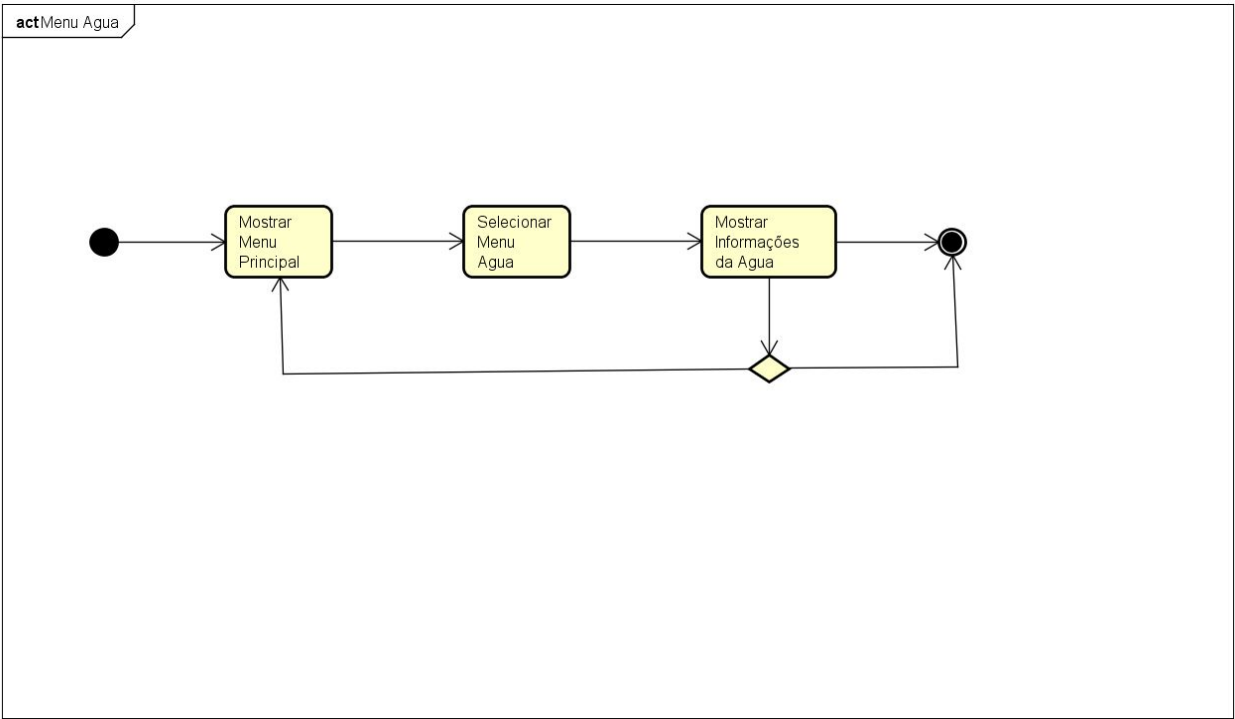 act Menu Agua
Mostrar
Menu
Principal
Selecionar
Menu
Agua
Mostrar
Informações
da Agua